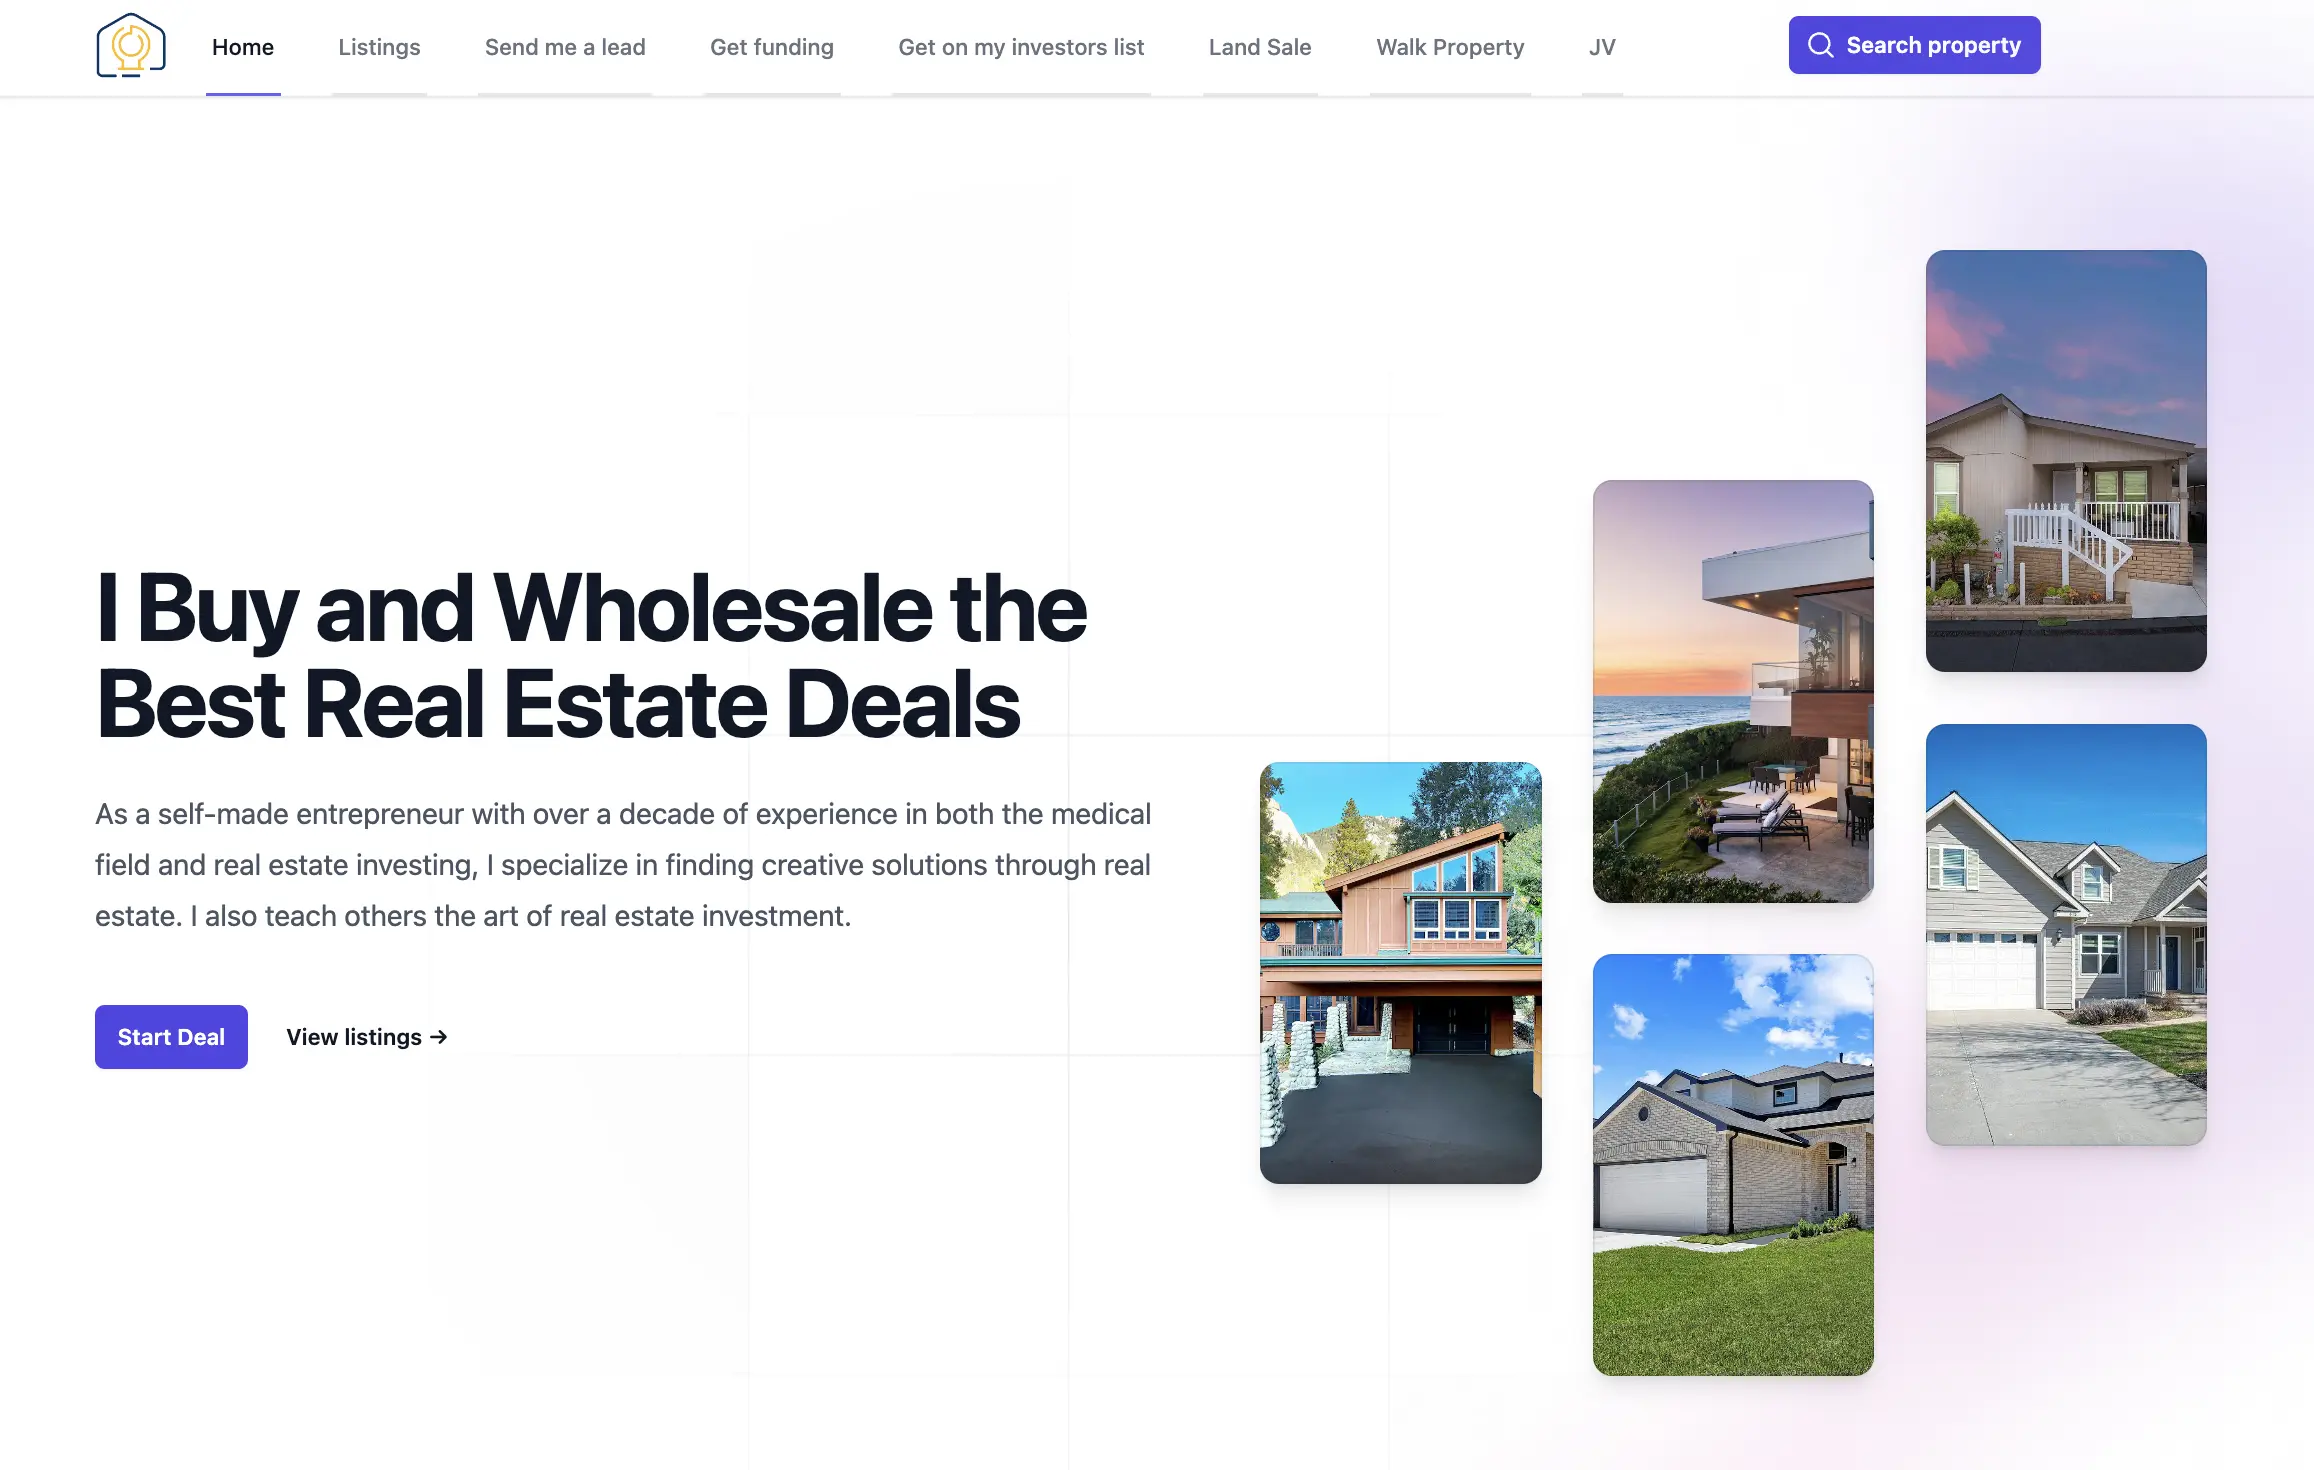 Home
Listings
Send me a lead
Get funding
Get on my investors list
Land Sale
Walk Property
JV
Search property
I Buy and Wholesale the
Best Real Estate Deals
As a self-made entrepreneur with over a decade of experience in both the medical
field and real estate investing, I specialize in finding creative solutions through real
estate. I also teach others the art of real estate investment.
Start Deal
View listings →